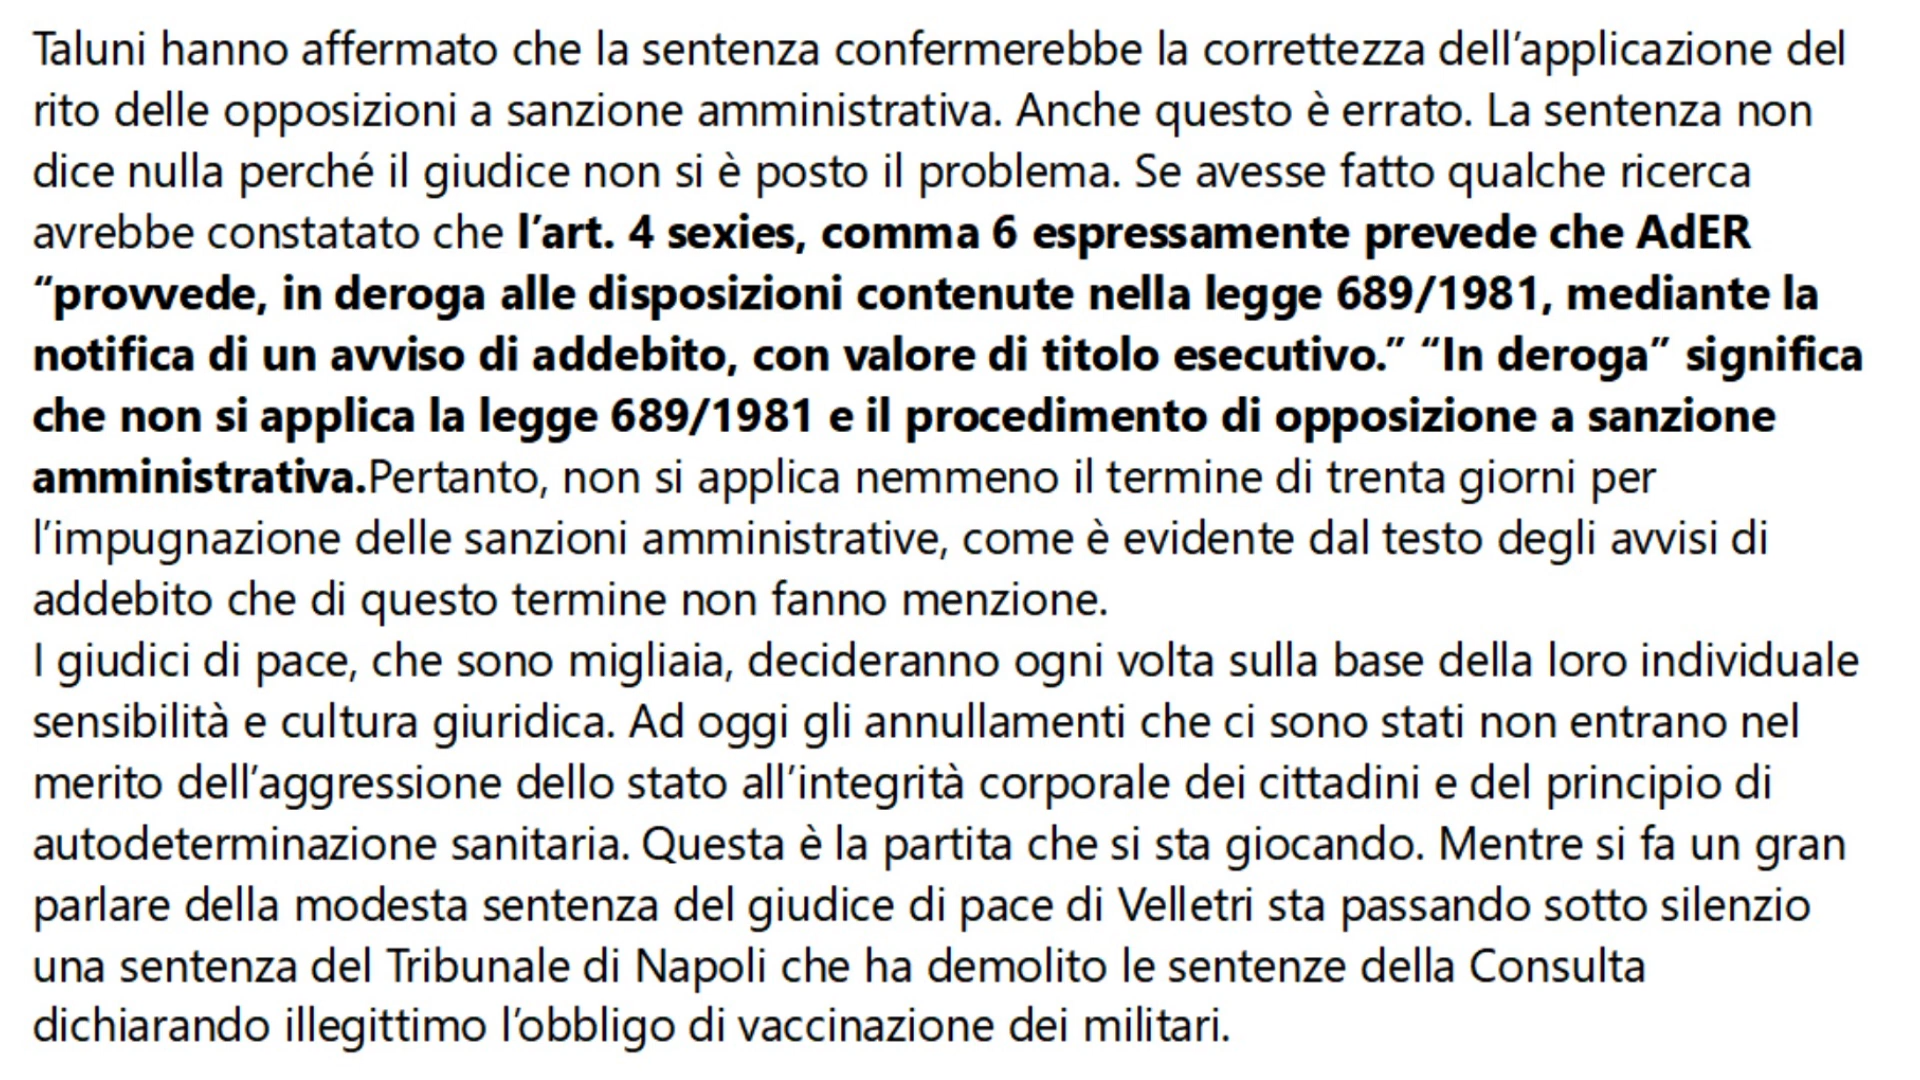 Taluni hanno affermato che la sentenza confermerebbe la correttezza dell’applicazione del
rito delle opposizioni a sanzione amministrativa. Anche questo è errato. La sentenza non
dice nulla perché il giudice non si è posto il problema. Se avesse fatto qualche ricerca
avrebbe constatato che l’art. 4 sexies, comma 6 espressamente prevede che AdER
“provvede, in deroga alle disposizioni contenute nella legge 689/1981, mediante la
notifica di un avviso di addebito, con valore di titolo esecutivo.” “In deroga” significa
che non si applica la legge 689/1981 e il procedimento di opposizione a sanzione
amministrativa.Pertanto, non si applica nemmeno il termine di trenta giorni per
l’impugnazione delle sanzioni amministrative, come è evidente dal testo degli avvisi di
addebito che di questo termine non fanno menzione.
I giudici di pace, che sono migliaia, decideranno ogni volta sulla base della loro individuale
sensibilità e cultura giuridica. Ad oggi gli annullamenti che ci sono stati non entrano nel
merito dell’aggressione dello stato all’integrità corporale dei cittadini e del principio di
autodeterminazione sanitaria. Questa è la partita che si sta giocando. Mentre si fa un gran
parlare della modesta sentenza del giudice di pace di Velletri sta passando sotto silenzio
una sentenza del Tribunale di Napoli che ha demolito le sentenze della Consulta
dichiarando illegittimo l’obbligo di vaccinazione dei militari.